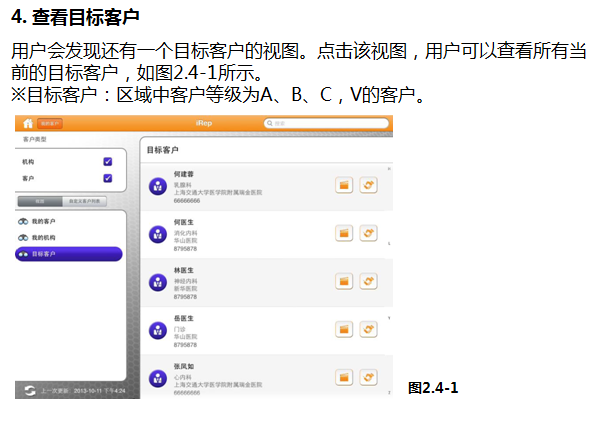 4. 查看目标客户
用户会发现还有一个目标客户的视图。点击该视图，用户可以查看所有当
前的目标客户，如图2.4-1所示。
※目标客户：区域中客户等级为A、B、C，V的客户。
iRep
搜索
客户类型
机构
客户
我的客户
我的机构
目标客户
上一次更新: 2013-10-11 下午4:24
目标客户
何建蓉
乳腺科
上海交通大学医学院附属瑞金医院
66666666
何医生
消化内科
华山医院
8795878
林医生
神经内科
新华医院
8795878
岳医生
门诊
华山医院
8795878
张凤如
心内科
上海交通大学医学院附属瑞金医院
66666666
图2.4-1